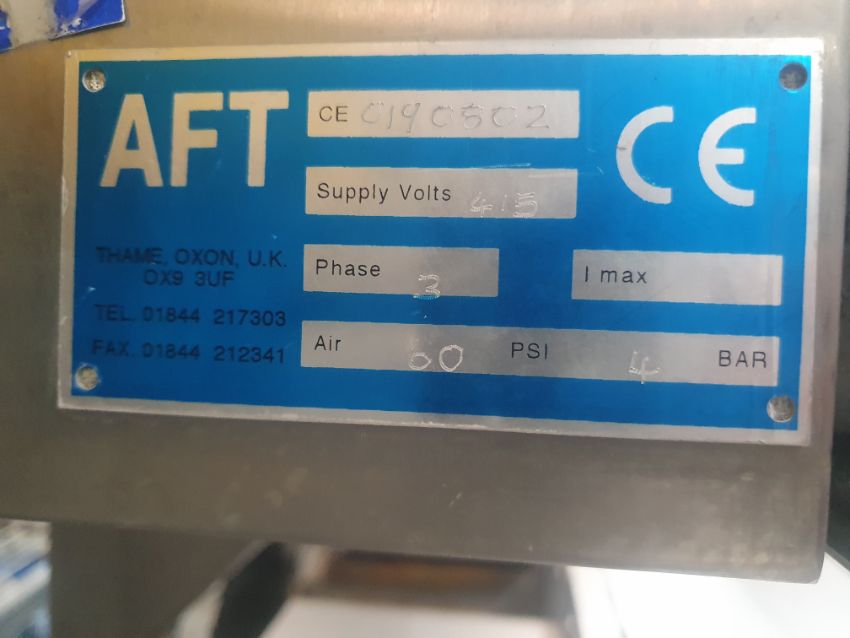 AFT
CE 0190502
CE
Supply Volts 415
THAME, OXON, U.K.
OX9 3UF
Phase 3
I max
TEL. 01844 217303
FAX. 01844 212341
Air 60 PSI 4 BAR